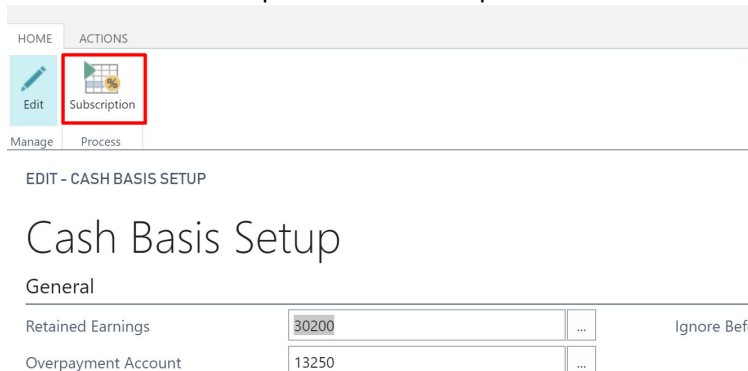 HOME ACTIONS
Edit Subscription
Manage Process
EDIT - CASH BASIS SETUP
Cash Basis Setup
General
Retained Earnings 30200 ... Ignore Bef
Overpayment Account 13250 ...